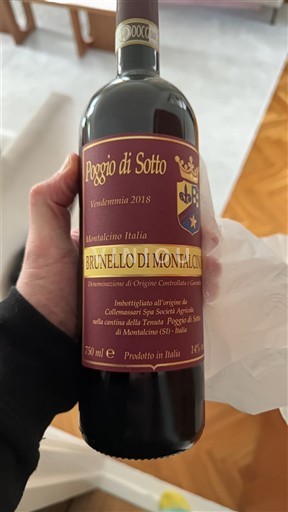 Poggio di Sotto
Vendemmia 2018
Montalcino Italia
BRUNELLO DI MONTALCINO
Denominazione di Origine Controllata e Garantita
Imbottigliato all'origine da
Collemassari Spa Società Agricola
nella cantina della Tenuta Poggio di Sotto
di Montalcino (SI) - Italia
750 ml e Prodotto in Italia 14%